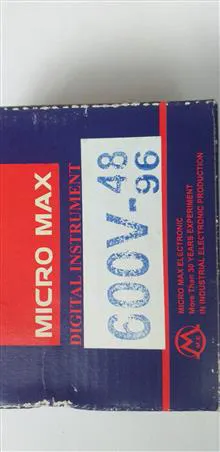 MICRO MAX
DIGITAL INSTRUMENT
600V-48
96
MICRO MAX ELECTRONIC
More Than 30 YEARS EXPERIMENT
IN INDUSTRIAL ELECTRONIC PRODUCTION